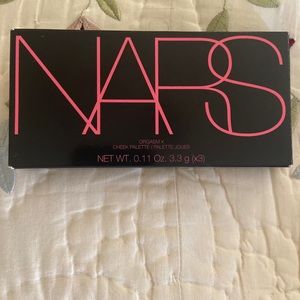 NARS
ORGASM X
CHEEK PALETTE | PALETTE JOUES
NET WT. 0.11 Oz. 3.3 g (x3)